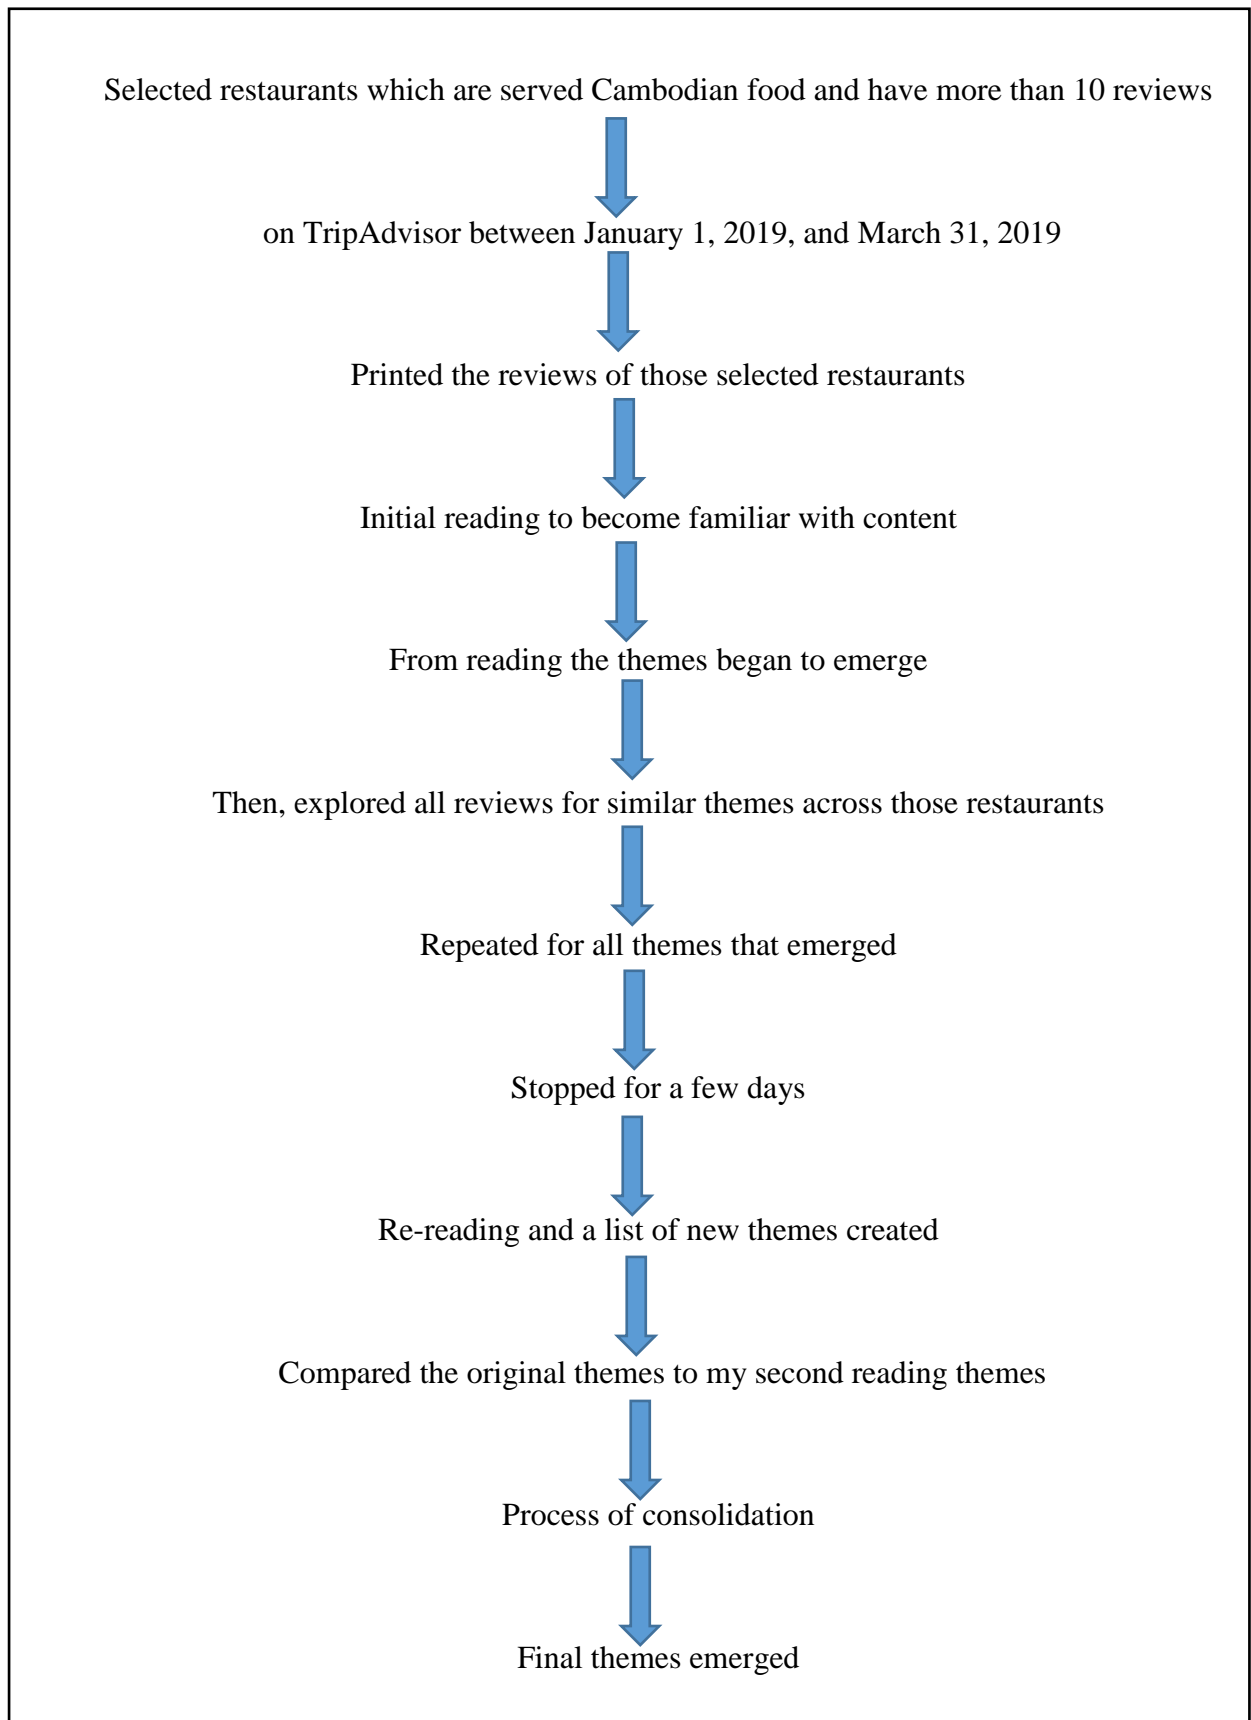 Selected restaurants which are served Cambodian food and have more than 10 reviews
on TripAdvisor between January 1, 2019, and March 31, 2019
Printed the reviews of those selected restaurants
Initial reading to become familiar with content
From reading the themes began to emerge
Then, explored all reviews for similar themes across those restaurants
Repeated for all themes that emerged
Stopped for a few days
Re-reading and a list of new themes created
Compared the original themes to my second reading themes
Process of consolidation
Final themes emerged